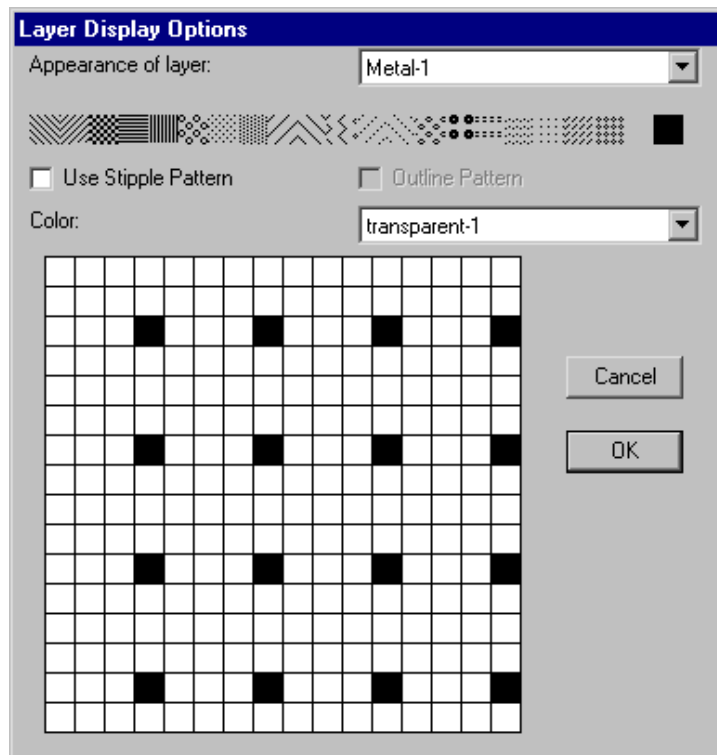 Layer Display Options
Appearance of layer: Metal-1
Use Stipple Pattern Outline Pattern
Color: transparent-1
Cancel
OK